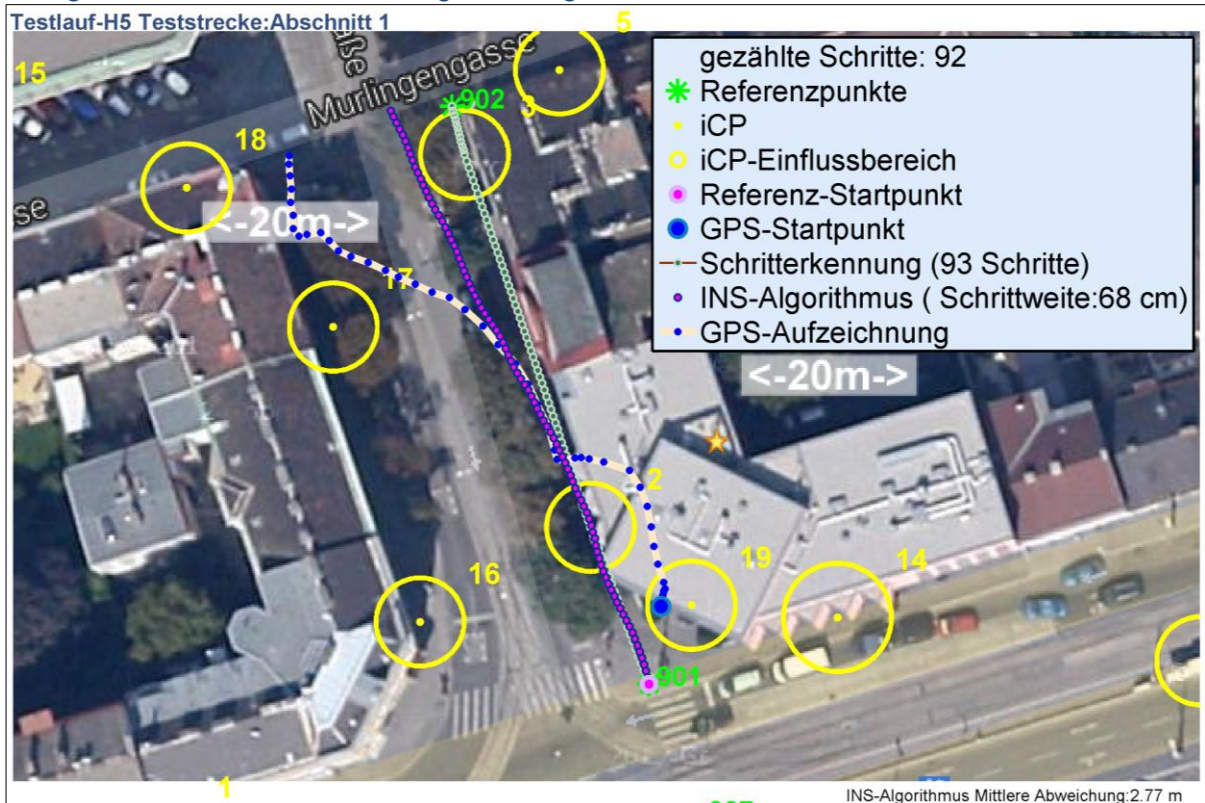 Testlauf-H5 Teststrecke:Abschnitt 1
5
15
aße
Murlingengasse
902
3
18
se
<-20m->
17
gezählte Schritte: 92
Referenzpunkte
iCP
iCP-Einflussbereich
Referenz-Startpunkt
GPS-Startpunkt
Schritterkennung (93 Schritte)
INS-Algorithmus ( Schrittweite:68 cm)
GPS-Aufzeichnung
<-20m->
2
16
19
14
901
1
INS-Algorithmus Mittlere Abweichung:2.77 m